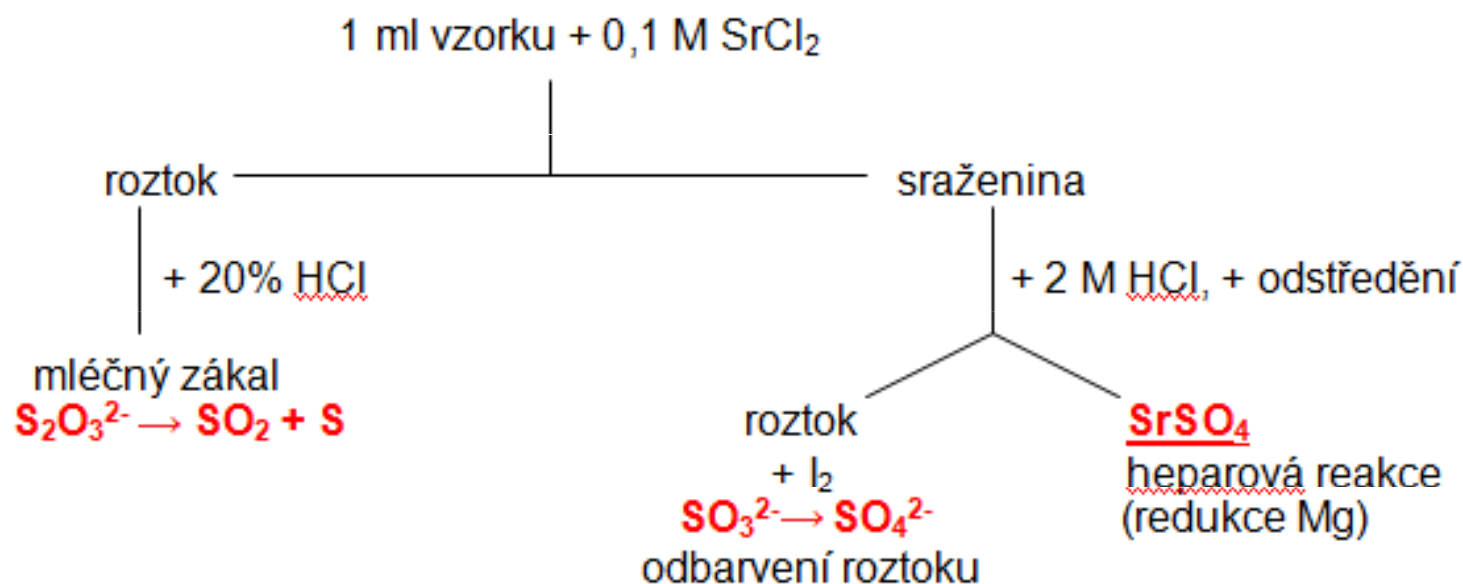 1 ml vzorku + 0,1 M SrCl₂
roztok
sraženina
+ 20% HCl
+ 2 M HCl, + odstředění
mléčný zákal
S₂O₃²⁻ → SO₂ + S
roztok
+ I₂
SO₃²⁻ → SO₄²⁻
odbarvení roztoku
SrSO₄
heparová reakce
(redukce Mg)